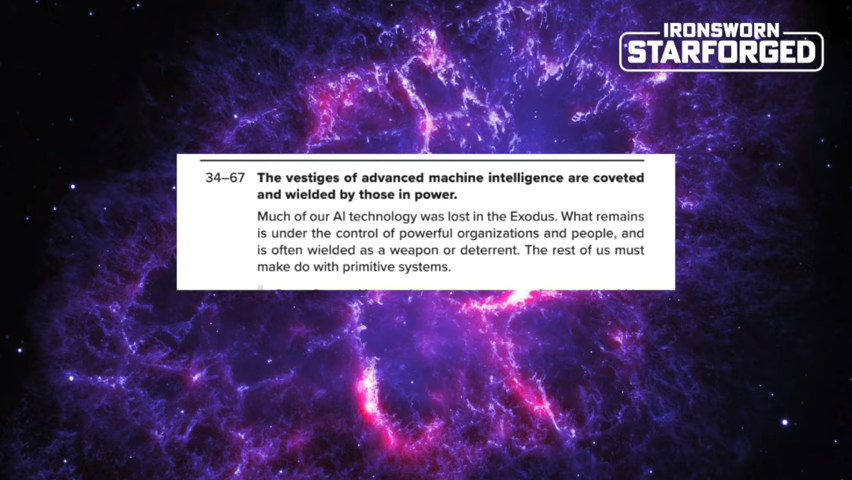 IRONSWORN
STARFORGED
34–67 The vestiges of advanced machine intelligence are coveted
and wielded by those in power.
Much of our AI technology was lost in the Exodus. What remains
is under the control of powerful organizations and people, and
is often wielded as a weapon or deterrent. The rest of us must
make do with primitive systems.